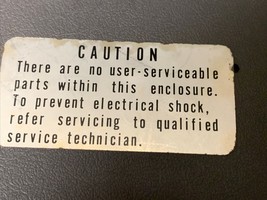 CAUTION
There are no user-serviceable
parts within this enclosure.
To prevent electrical shock,
refer servicing to qualified
service technician.